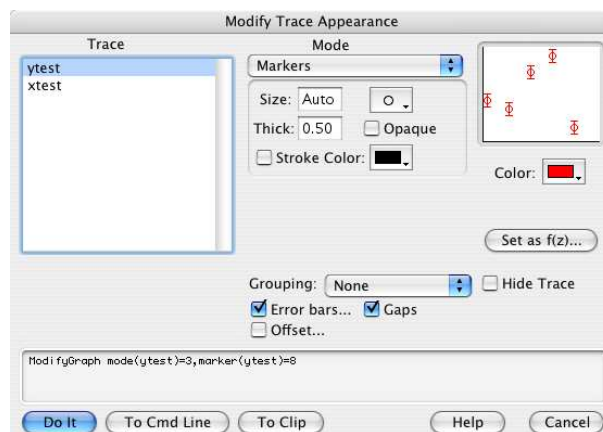 Modify Trace Appearance
Trace
ytest
xtest
Mode
Markers
Size: Auto
Thick: 0.50 Opaque
Stroke Color:
Color:
Set as f(z)...
Grouping: None Hide Trace
Error bars... Gaps
Offset...
ModifyGraph mode(ytest)=3,marker(ytest)=8
Do It To Cmd Line To Clip Help Cancel